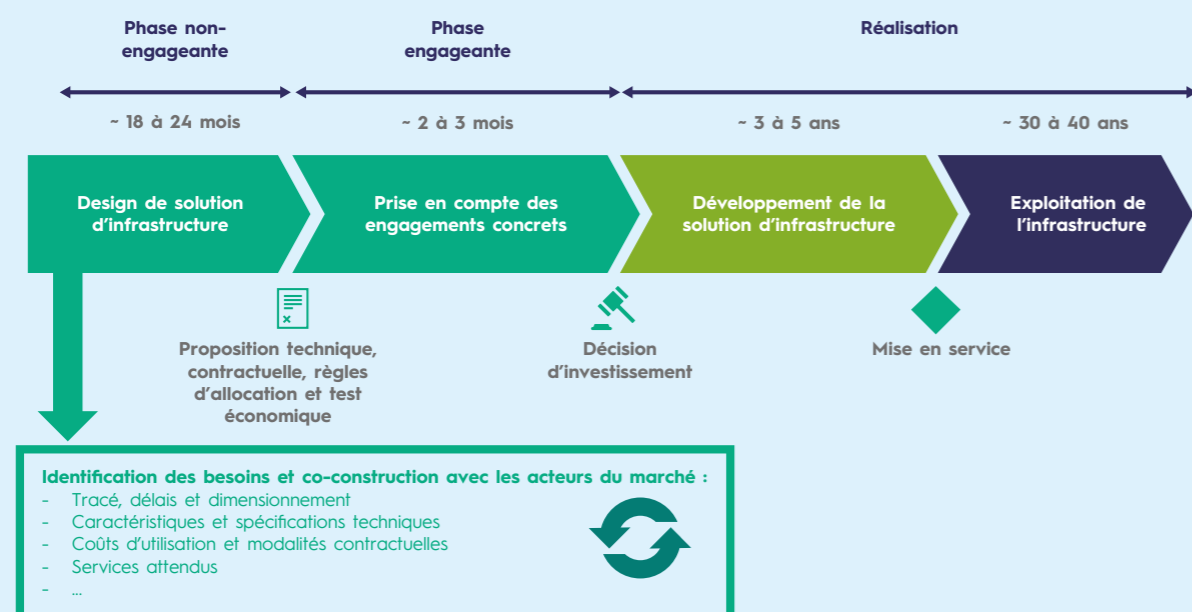 Phase non-
engageante
Phase
engageante
Réalisation
~ 18 à 24 mois
~ 2 à 3 mois
~ 3 à 5 ans
~ 30 à 40 ans
Design de solution
d’infrastructure
Prise en compte des
engagements concrets
Développement de la
solution d’infrastructure
Exploitation de
l’infrastructure
Proposition technique,
contractuelle, règles
d’allocation et test
économique
Décision
d’investissement
Mise en service
Identification des besoins et co-construction avec les acteurs du marché :
- Tracé, délais et dimensionnement
- Caractéristiques et spécifications techniques
- Coûts d’utilisation et modalités contractuelles
- Services attendus
- ...